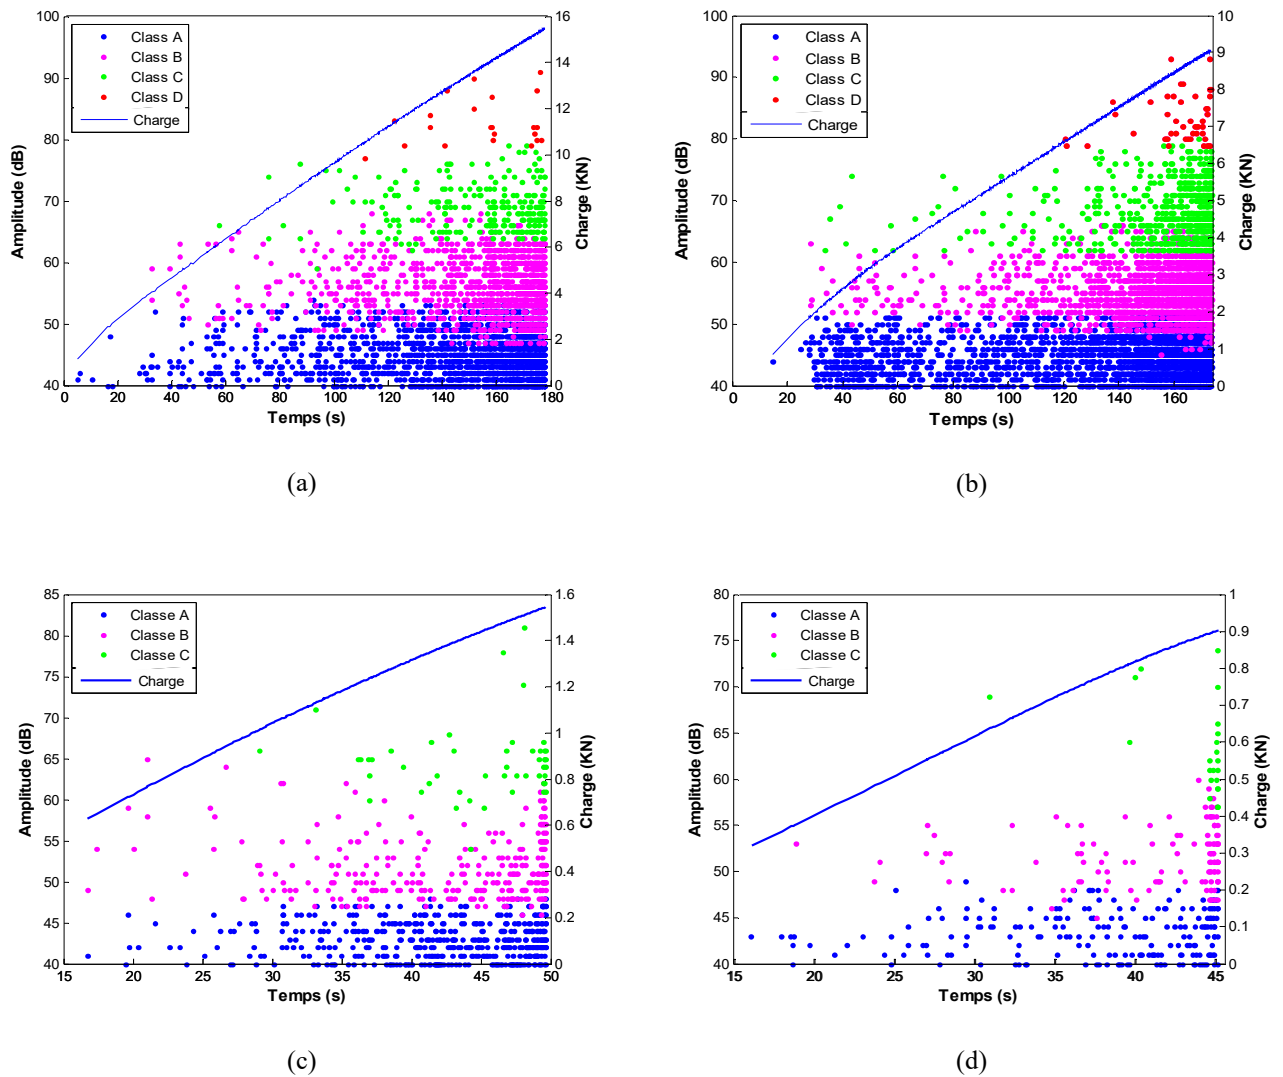 Class A
Class B
Class C
Class D
Charge
100
90
80
70
60
50
40
0 20 40 60 80 100 120 140 160 180
16
14
12
10
8
6
4
2
0
Amplitude (dB)
Charge (KN)
Temps (s)
(a)
Class A
Class B
Class C
Class D
Charge
100
90
80
70
60
50
40
0 20 40 60 80 100 120 140 160
10
9
8
7
6
5
4
3
2
1
0
Amplitude (dB)
Charge (KN)
Temps (s)
(b)
Classe A
Classe B
Classe C
Charge
85
80
75
70
65
60
55
50
45
40
15 20 25 30 35 40 45 50
1.6
1.4
1.2
1
0.8
0.6
0.4
0.2
0
Amplitude (dB)
Charge (KN)
Temps (s)
(c)
Classe A
Classe B
Classe C
Charge
80
75
70
65
60
55
50
45
40
15 20 25 30 35 40 45
1
0.9
0.8
0.7
0.6
0.5
0.4
0.3
0.2
0.1
0
Amplitude (dB)
Charge (KN)
Temps (s)
(d)